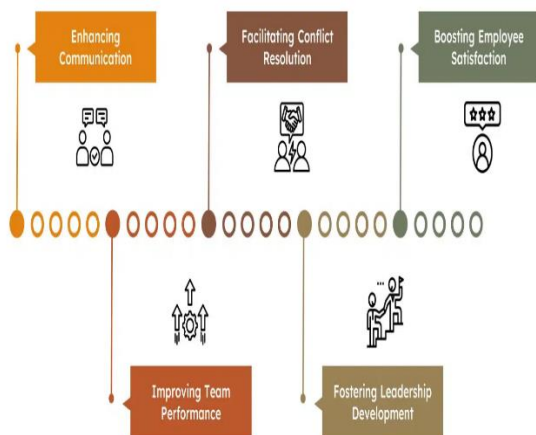 Enhancing
Communication
Facilitating Conflict
Resolution
Boosting Employee
Satisfaction
Improving Team
Performance
Fostering Leadership
Development